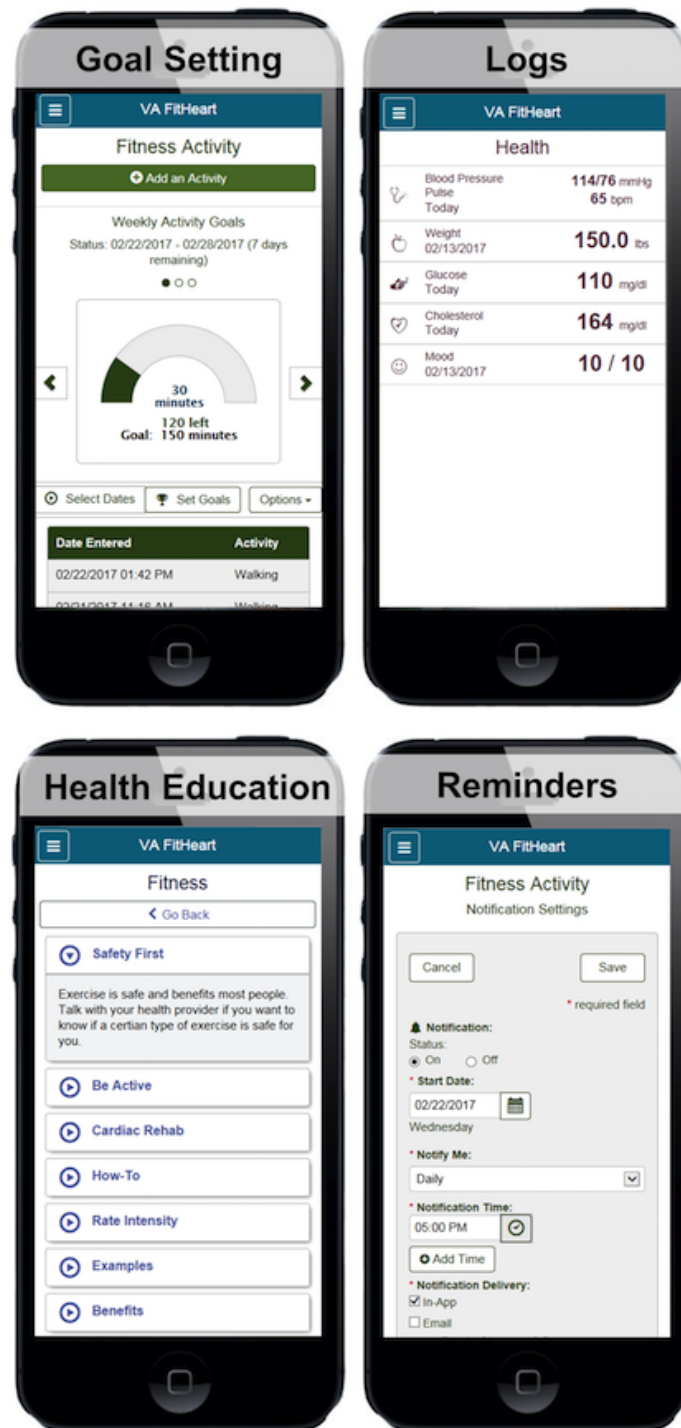 Goal Setting
VA FitHeart
Fitness Activity
Add an Activity
Weekly Activity Goals
Status: 02/22/2017 - 02/28/2017 (7 days
remaining)
30
minutes
120 left
Goal: 150 minutes
Select Dates
Set Goals
Options
Date Entered Activity
02/22/2017 01:42 PM Walking
02/21/2017 11:16 AM Walking
Logs
VA FitHeart
Health
Blood Pressure 114/76 mmHg
Pulse 65 bpm
Today
Weight 150.0 lbs
02/13/2017
Glucose 110 mg/dl
Today
Cholesterol 164 mg/dl
Today
Mood 10 / 10
02/13/2017
Health Education
VA FitHeart
Fitness
Go Back
Safety First
Exercise is safe and benefits most people.
Talk with your health provider if you want to
know if a certian type of exercise is safe for
you.
Be Active
Cardiac Rehab
How-To
Rate Intensity
Examples
Benefits
Reminders
VA FitHeart
Fitness Activity
Notification Settings
Cancel Save
* required field
Notification:
Status:
On Off
* Start Date:
02/22/2017
Wednesday
* Notify Me:
Daily
* Notification Time:
05:00 PM
Add Time
* Notification Delivery:
In-App
Email